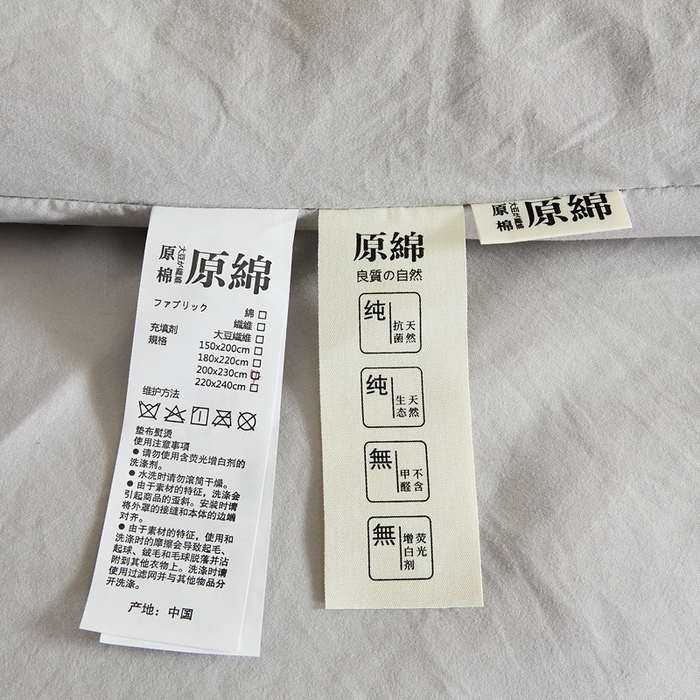 原棉
大豆纖維
原綿
ファブリック
綿
纖維
大豆纖維
充填剤
規格
150x200cm
180x220cm
200x230cm
220x240cm
维护方法
垫布熨烫
使用注意事項
● 请勿使用含荧光增白剂的
洗涤剂。
● 水洗时请勿滚筒干燥。
● 由于素材的特征，洗涤会
引起商品的歪斜。安装时请
将外罩的接缝和本体的边端
对齐。
● 由于素材的特征，使用和
洗涤时的摩擦会导致起毛、
起球、绒毛和毛球脱落并沾
附到其他衣物上。洗涤时请
使用过滤网并与其他物品分
开洗涤。
产地：中国
原綿
良質の自然
纯
天然
抗菌
纯
天然
生态
無
不含
甲醛
無
荧光
增白剂
原棉
原綿